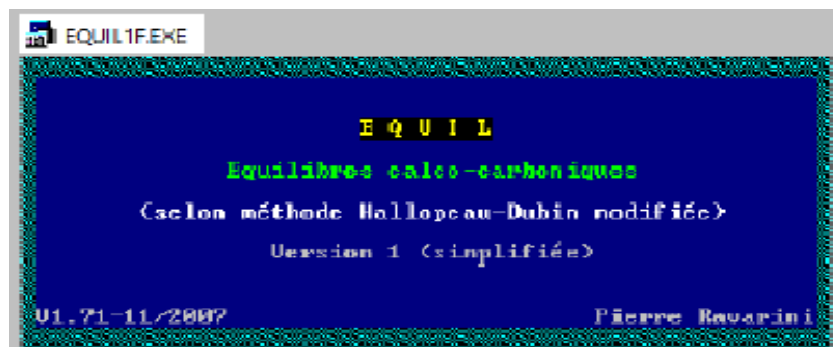 EQUIL1F.EXE
E Q U I L
Equilibres calco-carboniques
(selon méthode Hallopeau-Dubin modifiée)
Version 1 (simplifiée)
V1.71-11/2007
Pierre Ravarini